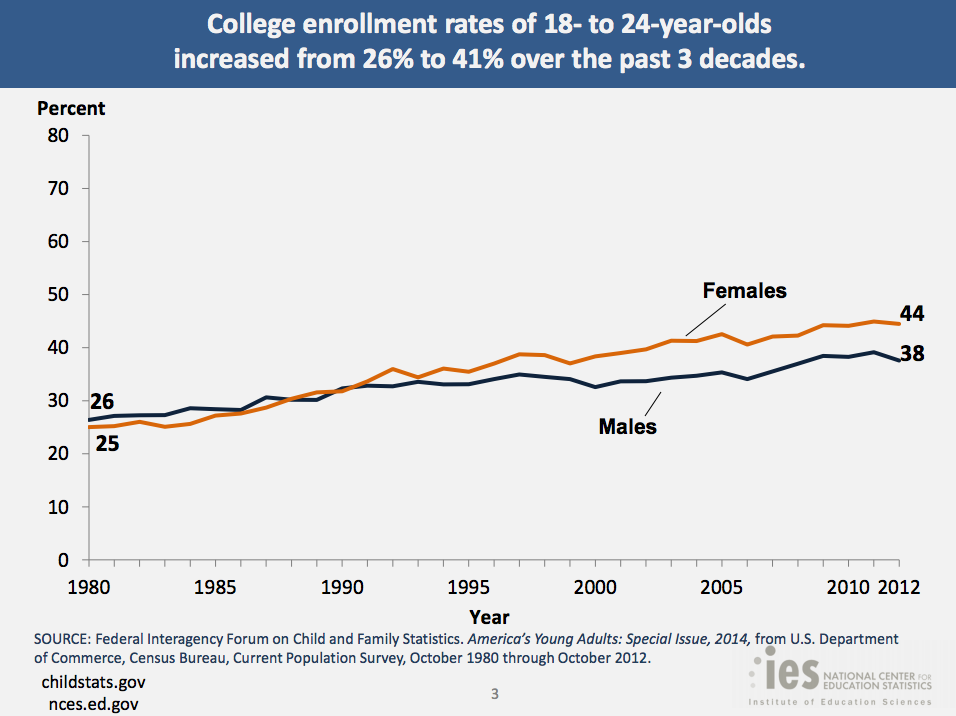 College enrollment rates of 18- to 24-year-olds
increased from 26% to 41% over the past 3 decades.
Percent
80
70
60
50
40
30
20
10
0
Females
44
38
Males
26
25
1980 1985 1990 1995 2000 2005 2010 2012
Year
SOURCE: Federal Interagency Forum on Child and Family Statistics. America's Young Adults: Special Issue, 2014, from U.S. Department
of Commerce, Census Bureau, Current Population Survey, October 1980 through October 2012.
childstats.gov
nces.ed.gov
3
ies NATIONAL CENTER FOR
EDUCATION STATISTICS
Institute of Education Sciences